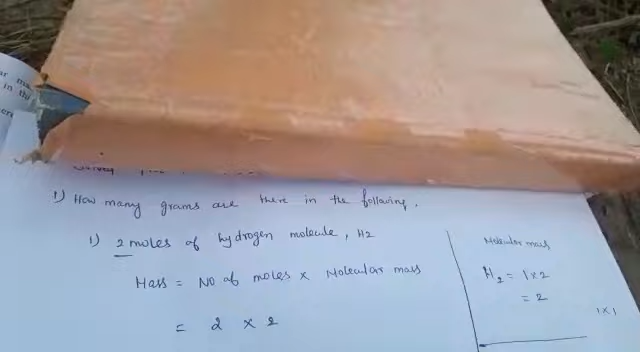 1) How many grams are there in the following.
1) 2 moles of hydrogen molecule, H2
Mass = No of moles x Molecular mass
= 2 x 2
Molecular mass
H2 = 1x2
= 2
1x1